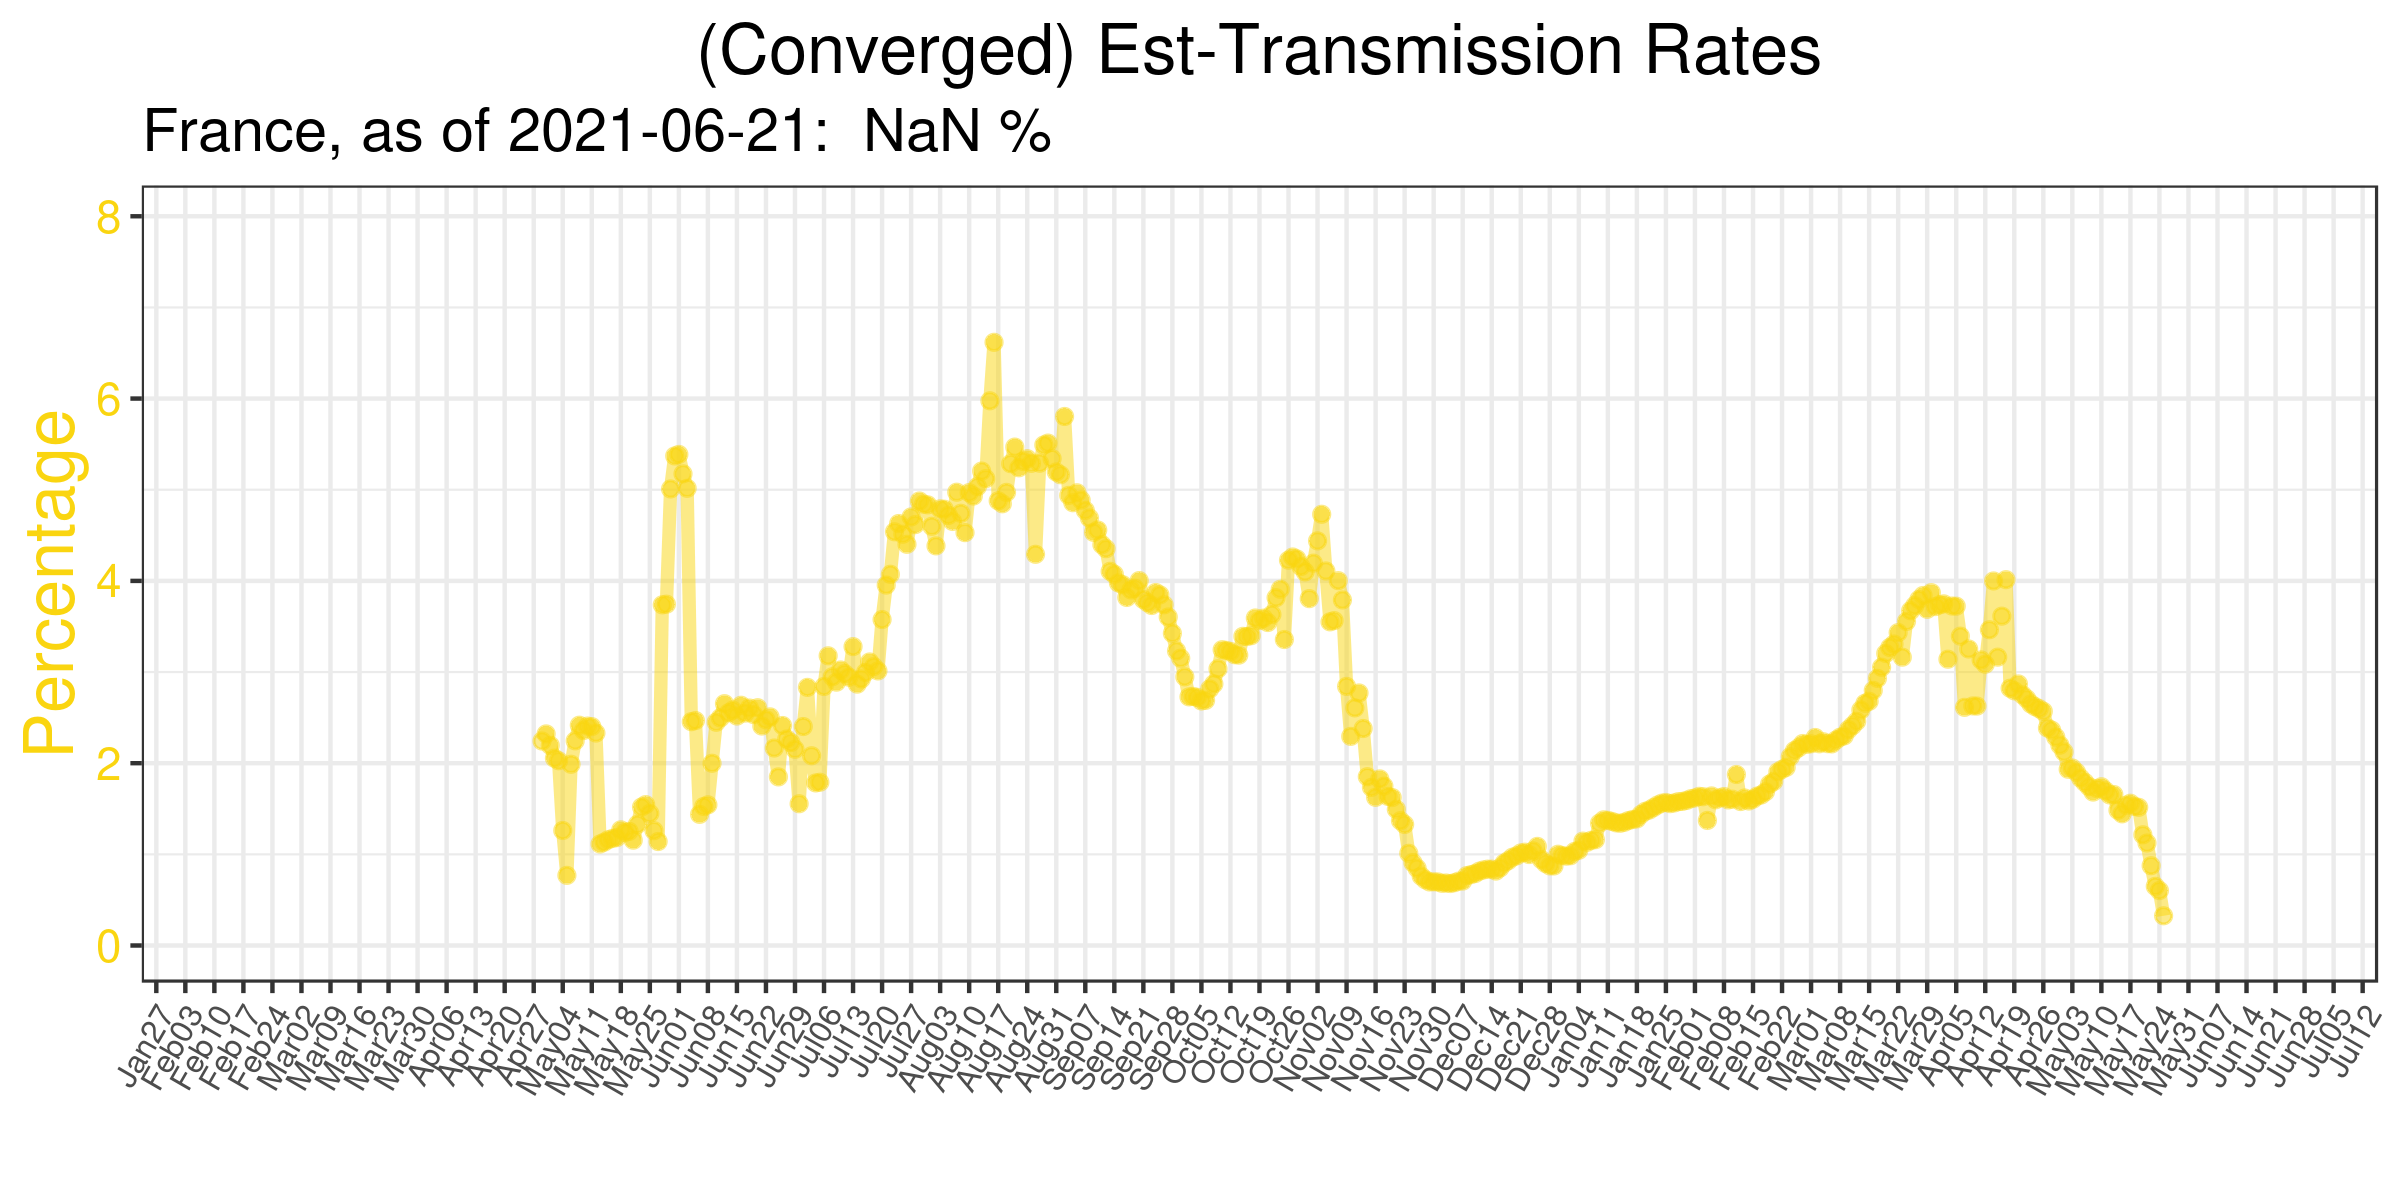 (Converged) Est-Transmission Rates
France, as of 2021-06-21: NaN %
Percentage
8
6
4
2
0
Jan27
Feb03
Feb10
Feb17
Feb24
Mar02
Mar09
Mar16
Mar23
Mar30
Apr06
Apr13
Apr20
Apr27
May04
May11
May18
May25
Jun01
Jun08
Jun15
Jun22
Jun29
Jul06
Jul13
Jul20
Jul27
Aug03
Aug10
Aug17
Aug24
Aug31
Sep07
Sep14
Sep21
Sep28
Oct05
Oct12
Oct19
Oct26
Nov02
Nov09
Nov16
Nov23
Nov30
Dec07
Dec14
Dec21
Dec28
Jan04
Jan11
Jan18
Jan25
Feb01
Feb08
Feb15
Feb22
Mar01
Mar08
Mar15
Mar22
Mar29
Apr05
Apr12
Apr19
Apr26
May03
May10
May17
May24
May31
Jun07
Jun14
Jun21
Jun28
Jul05
Jul12